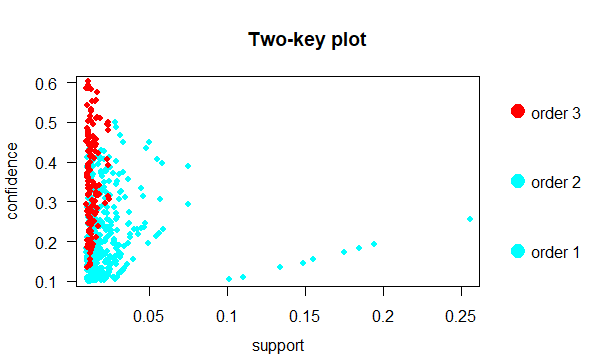 Two-key plot
confidence
0.6
0.5
0.4
0.3
0.2
0.1
0.05
0.1
0.15
0.2
0.25
support
order 3
order 2
order 1